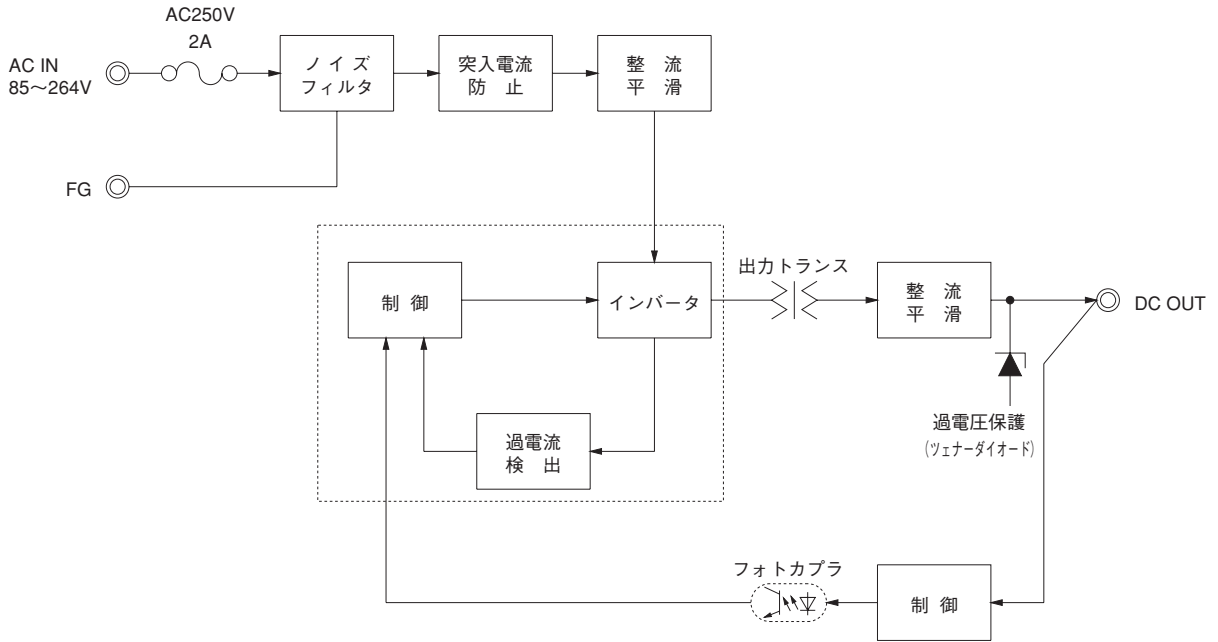 AC250V
2A
AC IN
85～264V
ノイズ
フィルタ
突入電流
防止
整流
平滑
FG
制御
インバータ
出力トランス
整流
平滑
DC OUT
過電流
検出
過電圧保護
(ツェナーダイオード)
フォトカプラ
制御